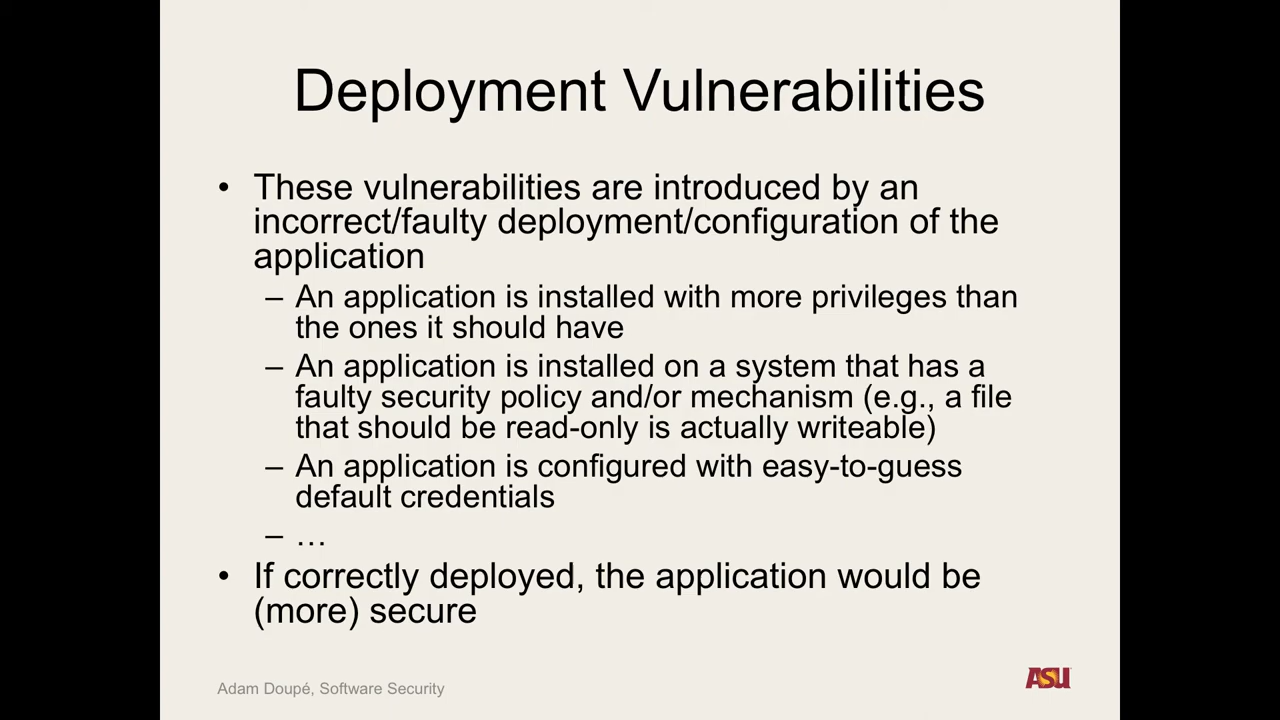 Deployment Vulnerabilities
• These vulnerabilities are introduced by an
incorrect/faulty deployment/configuration of the
application
– An application is installed with more privileges than
the ones it should have
– An application is installed on a system that has a
faulty security policy and/or mechanism (e.g., a file
that should be read-only is actually writeable)
– An application is configured with easy-to-guess
default credentials
– …
• If correctly deployed, the application would be
(more) secure
Adam Doupé, Software Security
ASU